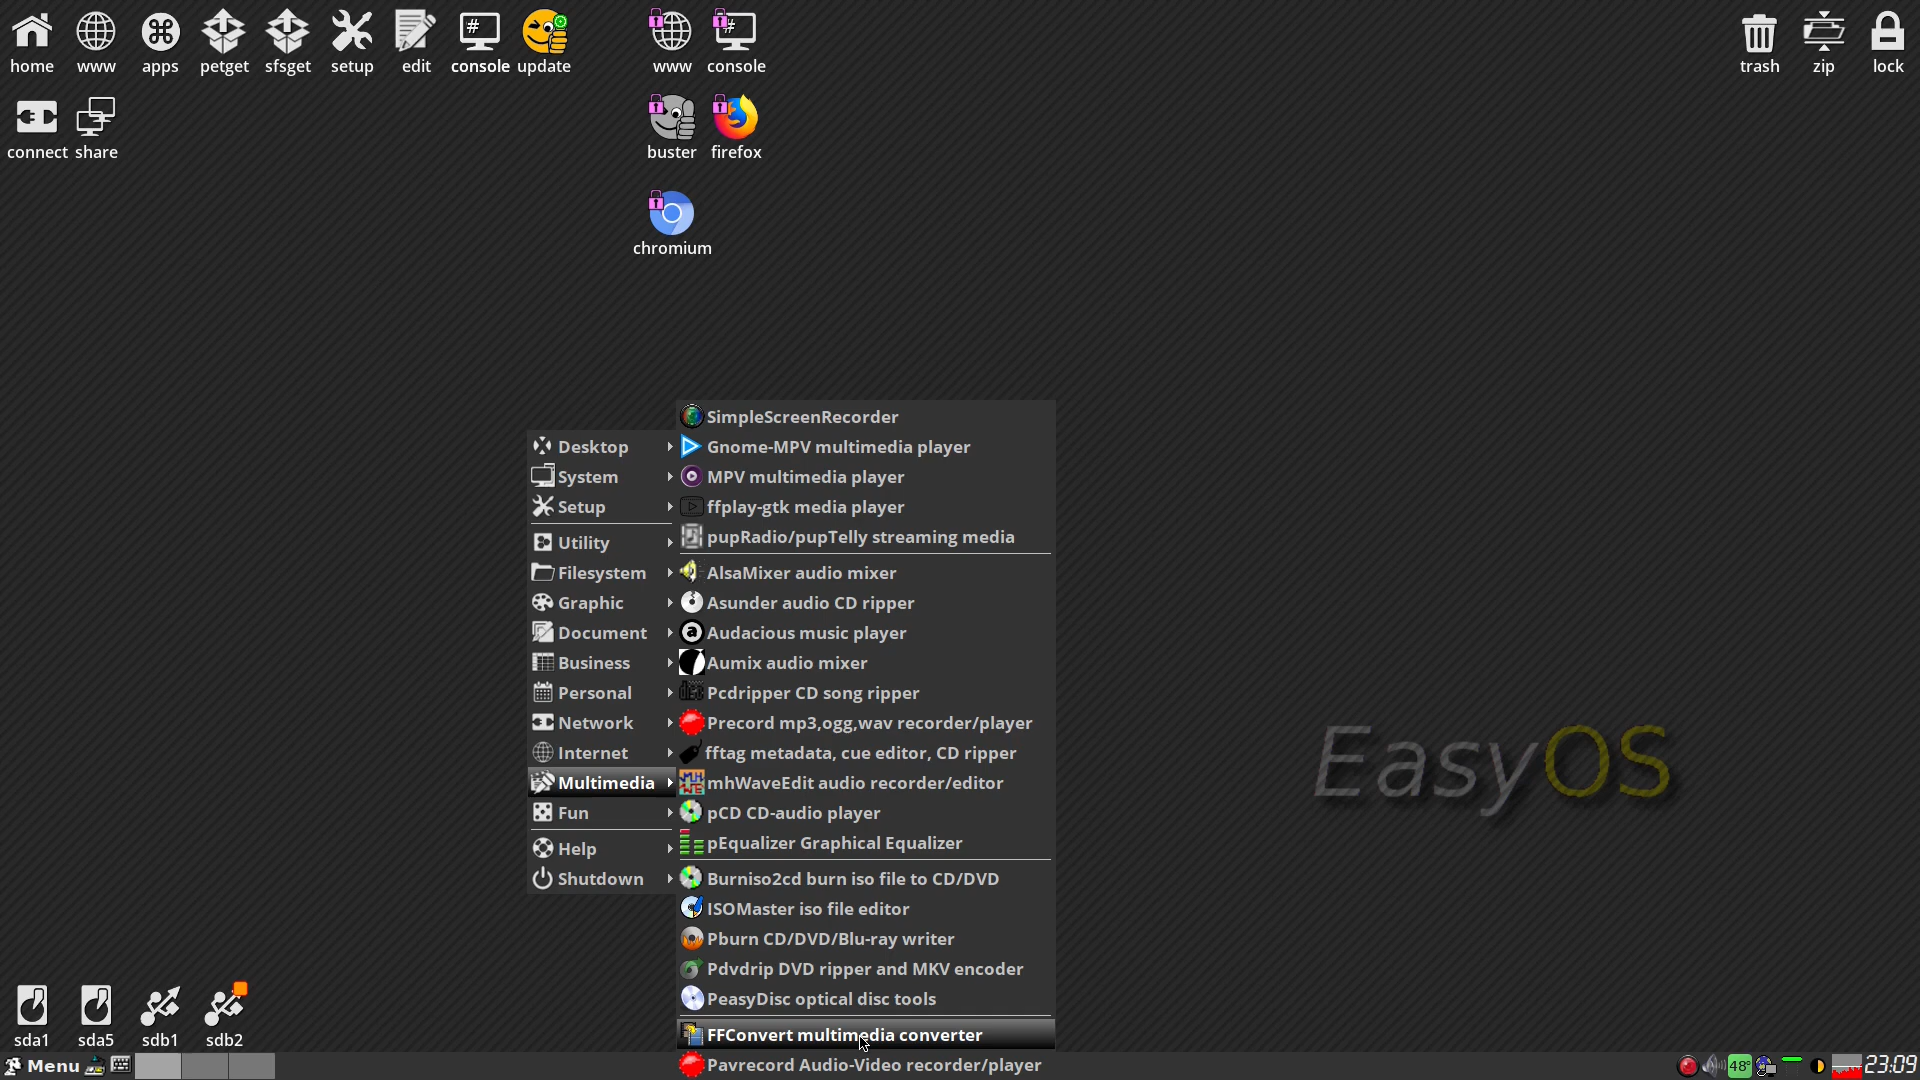 home
www
apps
petget
sfsget
setup
#
edit
console
update
www
#
console
trash
zip
lock
connect
share
buster
firefox
chromium
Desktop
System
Setup
Utility
Filesystem
Graphic
Document
Business
Personal
Network
Internet
Multimedia
Fun
Help
Shutdown
SimpleScreenRecorder
Gnome-MPV multimedia player
MPV multimedia player
ffplay-gtk media player
pupRadio/pupTelly streaming media
AlsaMixer audio mixer
Asunder audio CD ripper
a
Audacious music player
Aumix audio mixer
Pcdripper CD song ripper
Precord mp3,ogg,wav recorder/player
fftag metadata, cue editor, CD ripper
mhWaveEdit audio recorder/editor
pCD CD-audio player
pEqualizer Graphical Equalizer
Burniso2cd burn iso file to CD/DVD
ISOMaster iso file editor
Pburn CD/DVD/Blu-ray writer
Pdvdrip DVD ripper and MKV encoder
PeasyDisc optical disc tools
FFConvert multimedia converter
Pavrecord Audio-Video recorder/player
EasyOS
sda1
sda5
sdb1
sdb2
Menu
48°
23:09